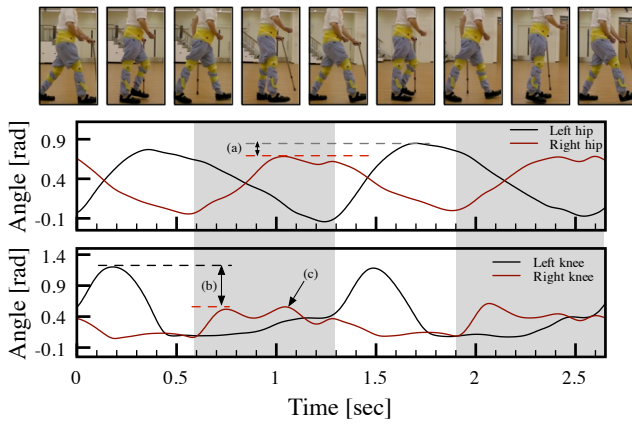 Angle [rad]
0.9
0.4
-0.1
(a)
Left hip
Right hip
Angle [rad]
1.4
0.9
0.4
-0.1
(b)
(c)
Left knee
Right knee
0 0.5 1 1.5 2 2.5
Time [sec]